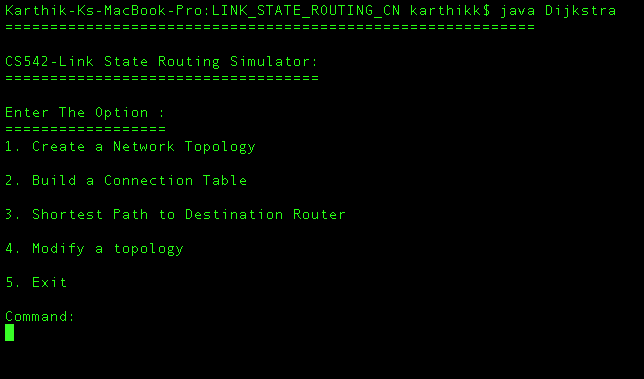 Karthik-Ks-MacBook-Pro:LINK_STATE_ROUTING_CN karthikk$ java Dijkstra
===========================================================
CS542-Link State Routing Simulator:
===================================
Enter The Option :
==================
1. Create a Network Topology
2. Build a Connection Table
3. Shortest Path to Destination Router
4. Modify a topology
5. Exit
Command: